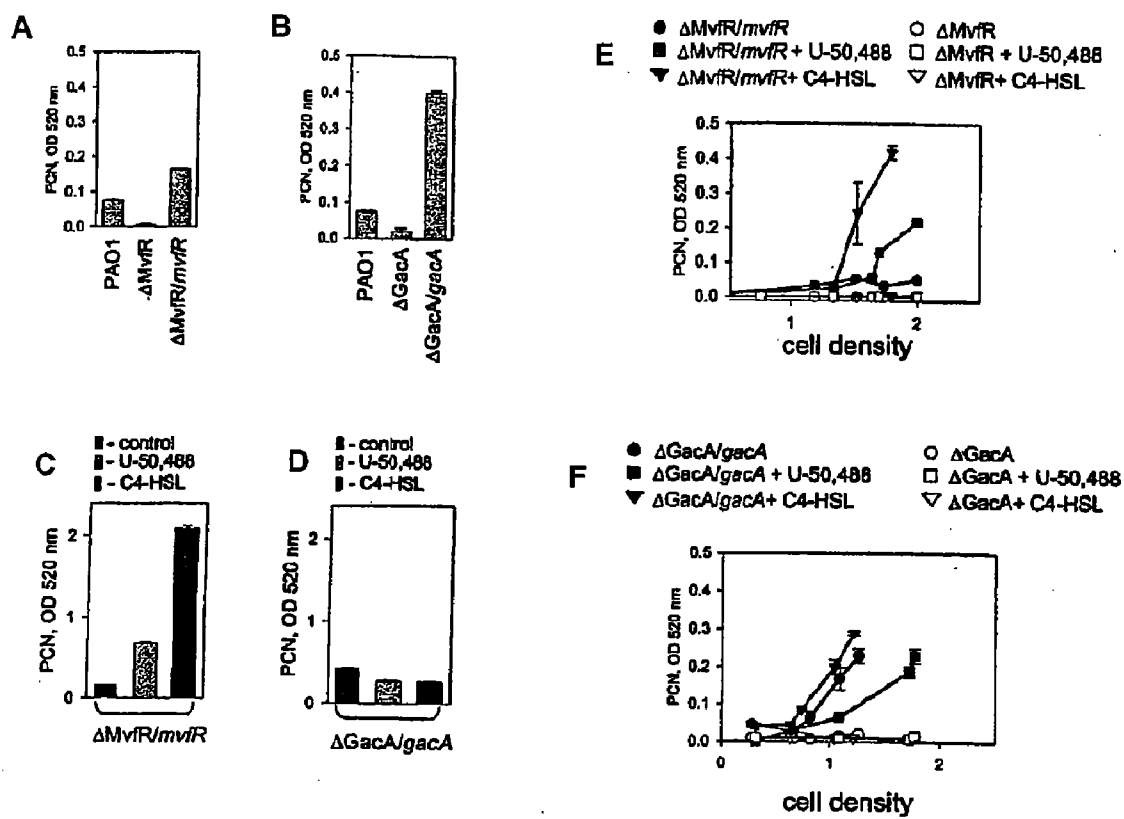 A
PCN, OD 520 nm
0.5
0.4
0.3
0.2
0.1
0.0
PAO1
-ΔMvfR
ΔMvfR/mvfR
B
PCN, OD 520 nm
0.5
0.4
0.3
0.2
0.1
0.0
PAO1
ΔGacA
ΔGacA/gacA
E
ΔMvfR/mvfR
ΔMvfR/mvfR + U-50,488
ΔMvfR/mvfR+ C4-HSL
ΔMvfR
ΔMvfR + U-50,488
ΔMvfR+ C4-HSL
PCN, OD 520 nm
0.5
0.4
0.3
0.2
0.1
0.0
1
2
cell density
C
- control
- U-50,488
- C4-HSL
PCN, OD 520 nm
2
1
0
ΔMvfR/mvfR
D
- control
- U-50,488
- C4-HSL
PCN, OD 520 nm
2
1
0
ΔGacA/gacA
F
ΔGacA/gacA
ΔGacA/gacA + U-50,488
ΔGacA/gacA+ C4-HSL
ΔGacA
ΔGacA + U-50,488
ΔGacA+ C4-HSL
PCN, OD 520 nm
0.5
0.4
0.3
0.2
0.1
0.0
0
1
2
cell density